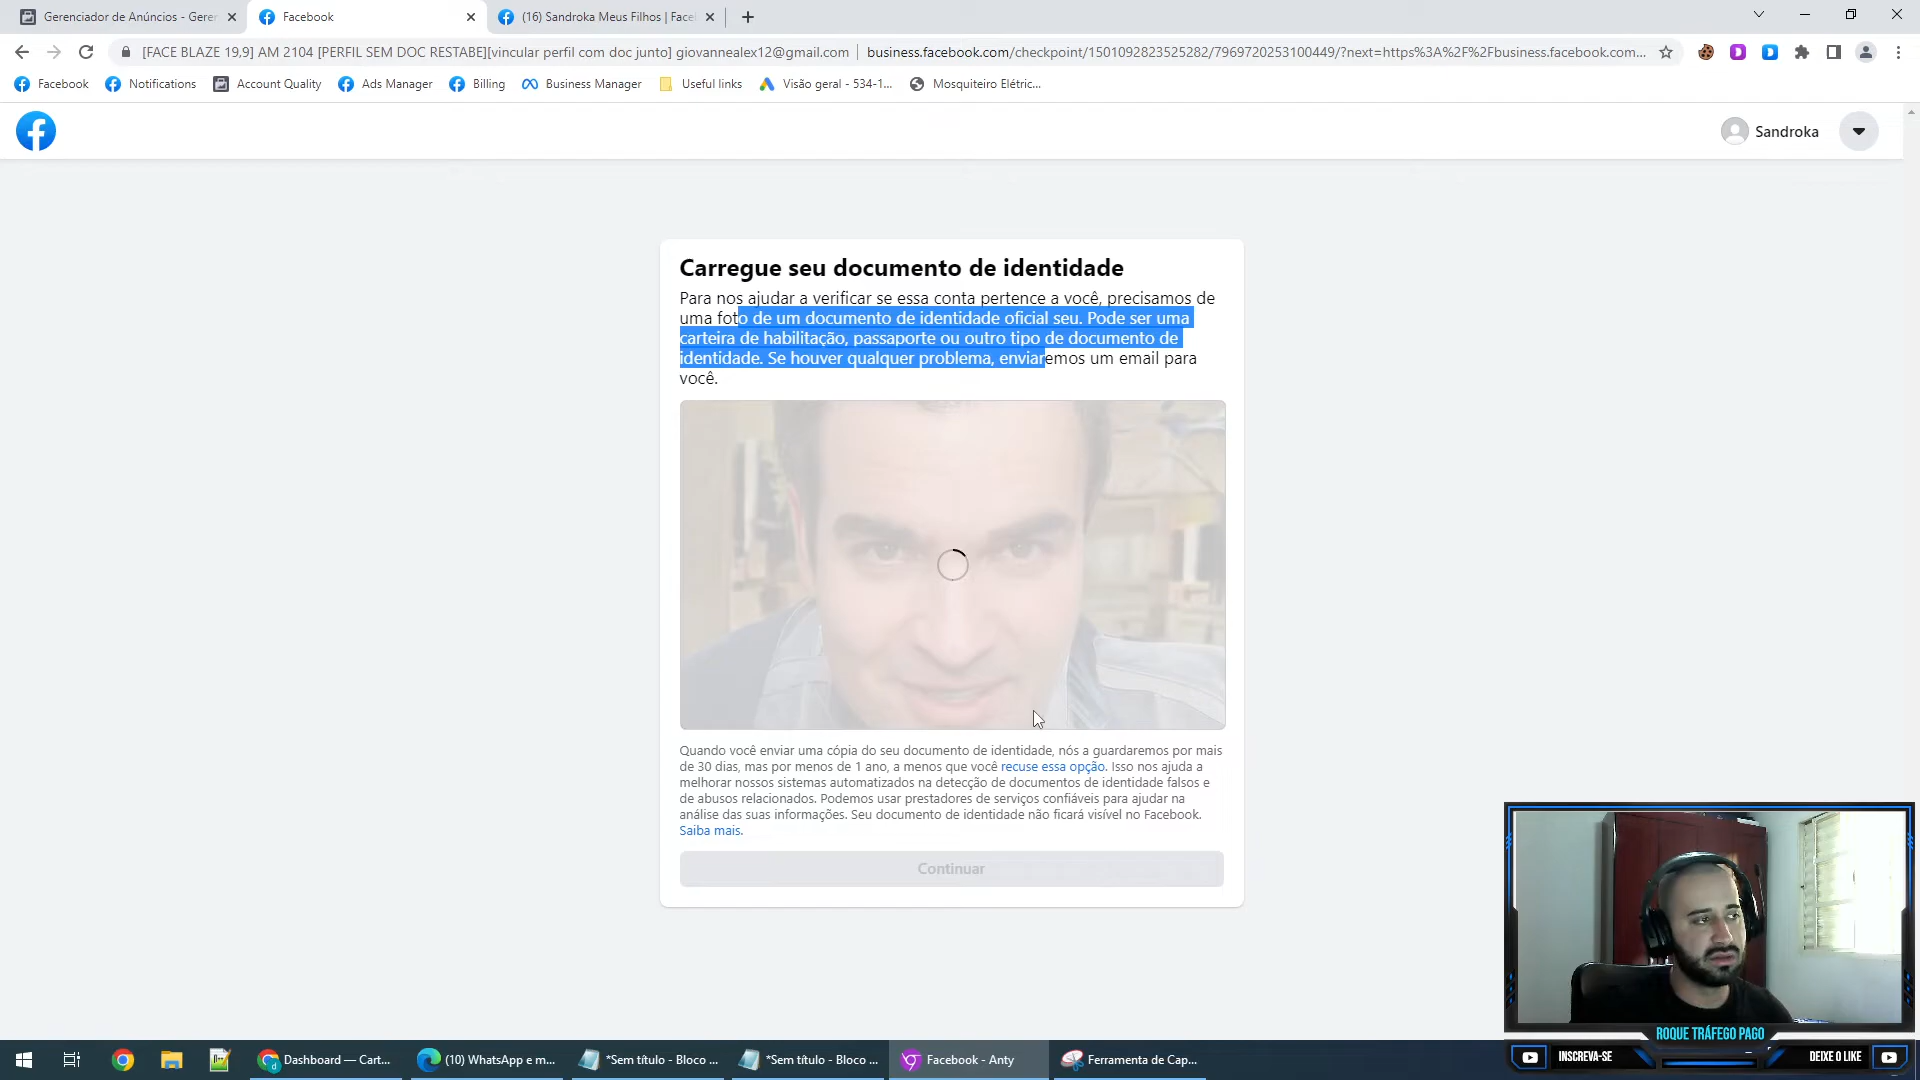 Gerenciador de Anúncios - Geren
Facebook
(16) Sandroka Meus Filhos | Face
[FACE BLAZE 19,9] AM 2104 [PERFIL SEM DOC RESTABE][vincular perfil com doc junto] giovannealex12@gmail.com
business.facebook.com/checkpoint/1501092823525282/7969720253100449/?next=https%3A%2F%2Fbusiness.facebook.com...
Facebook
Notifications
Account Quality
Ads Manager
Billing
Business Manager
Useful links
Visão geral - 534-1...
Mosquiteiro Elétric...
Sandroka
Carregue seu documento de identidade
Para nos ajudar a verificar se essa conta pertence a você, precisamos de
uma foto de um documento de identidade oficial seu. Pode ser uma
carteira de habilitação, passaporte ou outro tipo de documento de
identidade. Se houver qualquer problema, enviaremos um email para
você.
Quando você enviar uma cópia do seu documento de identidade, nós a guardaremos por mais
de 30 dias, mas por menos de 1 ano, a menos que você recuse essa opção. Isso nos ajuda a
melhorar nossos sistemas automatizados na detecção de documentos de identidade falsos e
de abusos relacionados. Podemos usar prestadores de serviços confiáveis para ajudar na
análise das suas informações. Seu documento de identidade não ficará visível no Facebook.
Saiba mais.
Continuar
ROQUE TRÁFEGO PAGO
INSCREVA-SE
DEIXE O LIKE
Dashboard — Cart...
(10) WhatsApp e m...
*Sem título - Bloco ...
*Sem título - Bloco ...
Facebook - Anty
Ferramenta de Cap...